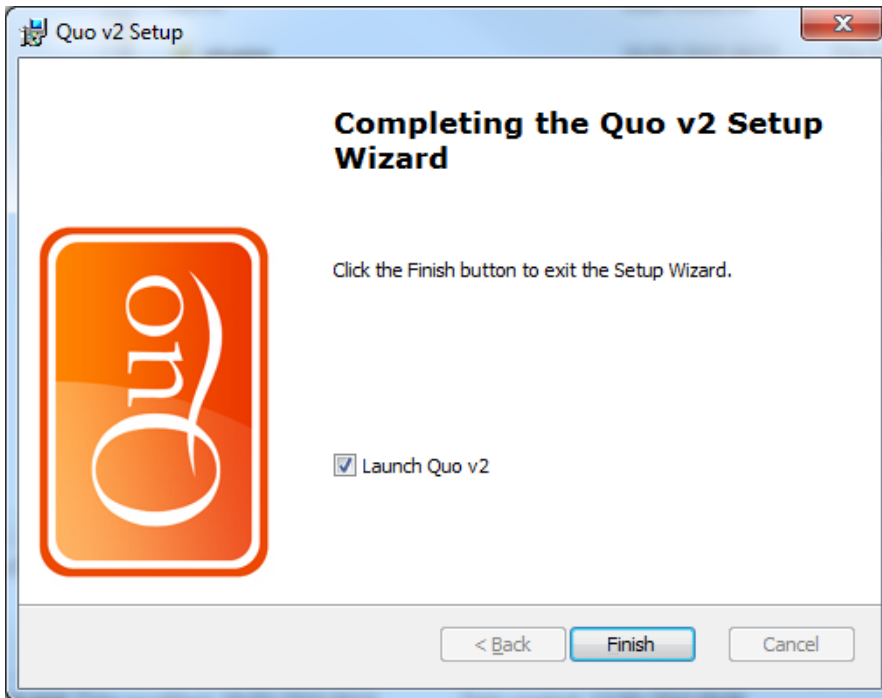 Quo v2 Setup
Completing the Quo v2 Setup
Wizard
Click the Finish button to exit the Setup Wizard.
Quo
Launch Quo v2
< Back
Finish
Cancel